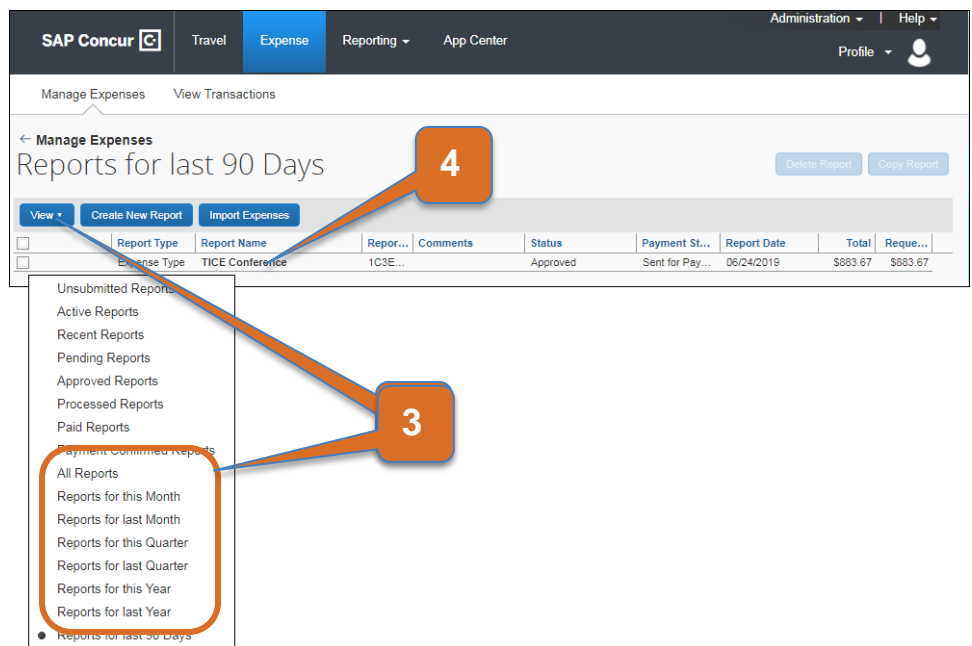 Administration | Help
SAP Concur C Travel Expense Reporting App Center
Profile
Manage Expenses View Transactions
← Manage Expenses
Reports for last 90 Days
4
Delete Report Copy Report
View Create New Report Import Expenses
Report Type Report Name Repor... Comments Status Payment St... Report Date Total Reque...
Expense Type TICE Conference 1C3E... Approved Sent for Pay... 06/24/2019 $883.67 $883.67
Unsubmitted Reports
Active Reports
Recent Reports
Pending Reports
Approved Reports
Processed Reports
3
Paid Reports
Payment Confirmed Reports
All Reports
Reports for this Month
Reports for last Month
Reports for this Quarter
Reports for last Quarter
Reports for this Year
Reports for last Year
Reports for last 90 Days